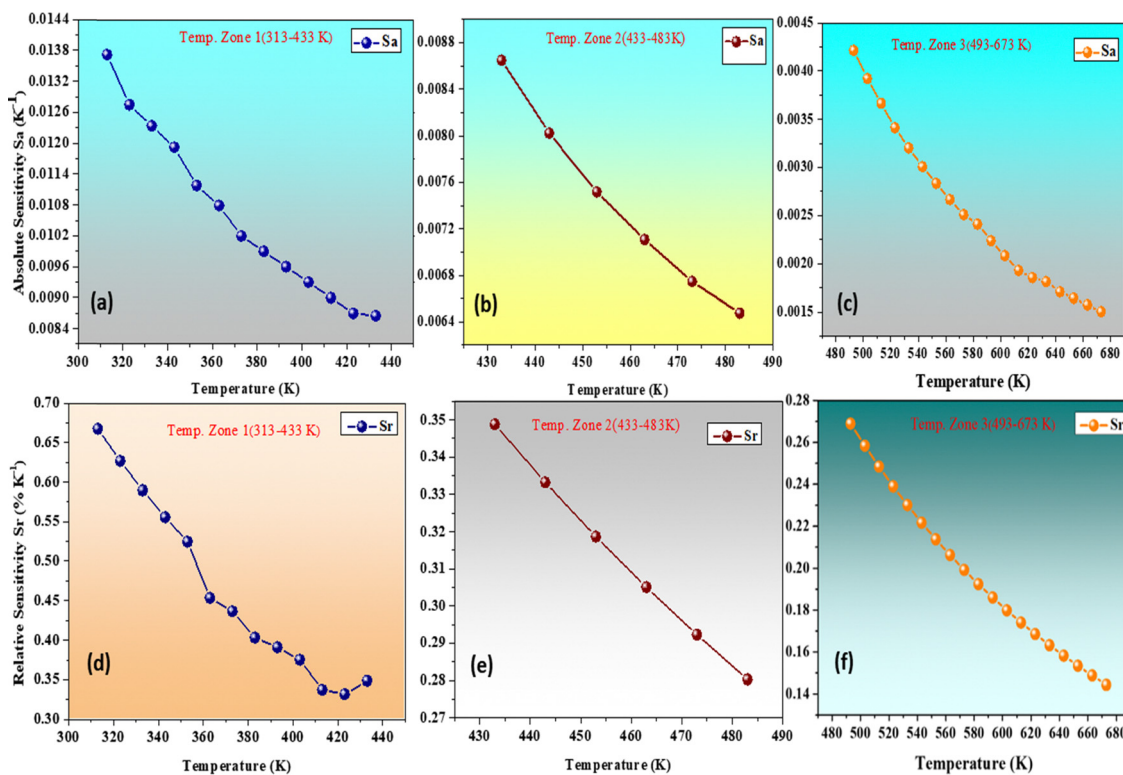 Absolute Sensitivity Sa (K⁻¹)
0.0144
0.0138
0.0132
0.0126
0.0120
0.0114
0.0108
0.0102
0.0096
0.0090
0.0084
Temp. Zone 1(313-433 K)
Sa
(a)
300 320 340 360 380 400 420 440
Temperature (K)
0.0088
0.0084
0.0080
0.0076
0.0072
0.0068
0.0064
Temp. Zone 2(433-483K)
Sa
(b)
430 440 450 460 470 480 490
Temperature (K)
0.0045
0.0040
0.0035
0.0030
0.0025
0.0020
0.0015
Temp. Zone 3(493-673 K)
Sa
(c)
480 500 520 540 560 580 600 620 640 660 680
Temperature (K)
Relative Sensitivity Sr (% K⁻¹)
0.70
0.65
0.60
0.55
0.50
0.45
0.40
0.35
0.30
Temp. Zone 1(313-433 K)
Sr
(d)
300 320 340 360 380 400 420 440
Temperature (K)
0.35
0.34
0.33
0.32
0.31
0.30
0.29
0.28
0.27
Temp. Zone 2(433-483K)
Sr
(e)
430 440 450 460 470 480 490
Temperature (K)
0.28
0.26
0.24
0.22
0.20
0.18
0.16
0.14
Temp. Zone 3(493-673 K)
Sr
(f)
480 500 520 540 560 580 600 620 640 660 680
Temperature (K)